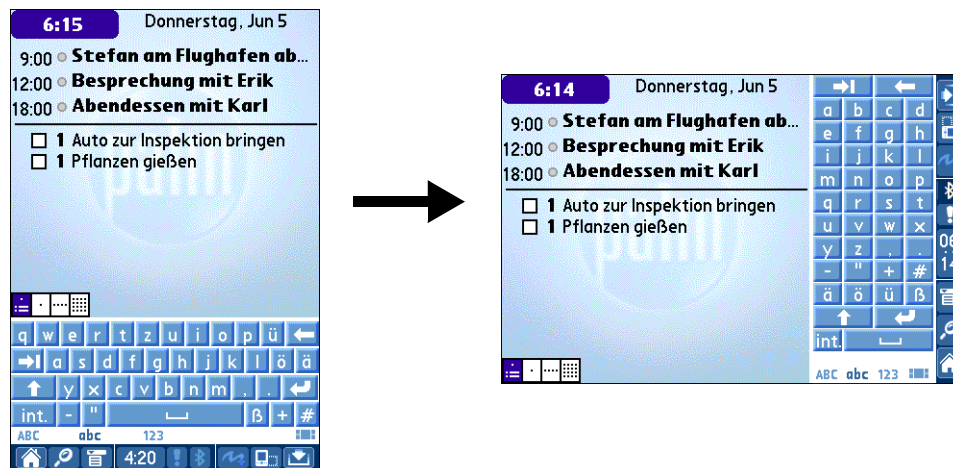 6:15 Donnerstag, Jun 5
9:00 Stefan am Flughafen ab...
12:00 Besprechung mit Erik
18:00 Abendessen mit Karl
1 Auto zur Inspektion bringen
1 Pflanzen gießen
q w e r t z u i o p ü
a s d f g h j k l ö ä
y x c v b n m , .
int. - " ß + #
ABC abc 123
4:20
6:14 Donnerstag, Jun 5
9:00 Stefan am Flughafen ab...
12:00 Besprechung mit Erik
18:00 Abendessen mit Karl
1 Auto zur Inspektion bringen
1 Pflanzen gießen
a b c d
e f g h
i j k l
m n o p
q r s t
u v w x
y z , .
- " + #
ä ö ü ß
int.
ABC abc 123